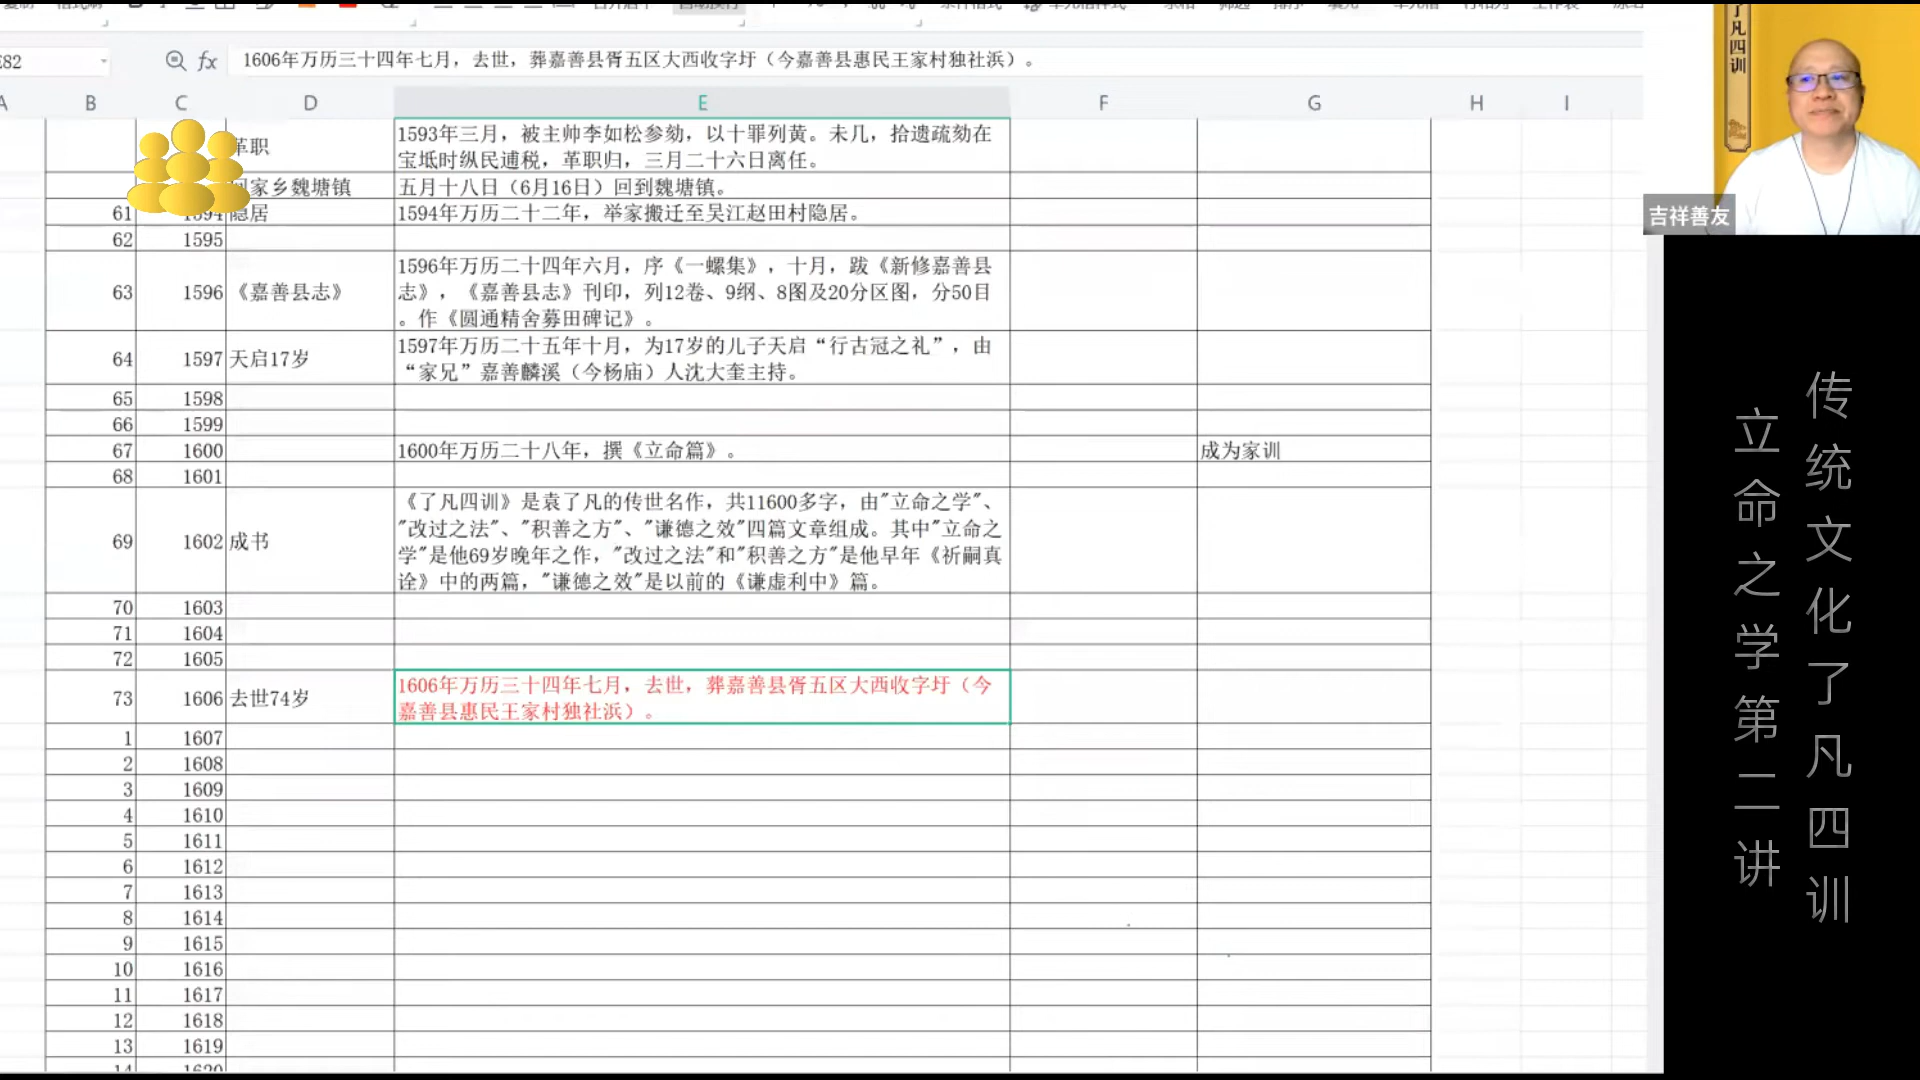 E82
fx
1606年万历三十四年七月，去世，葬嘉善县胥五区大西收字圩（今嘉善县惠民王家村独社浜）。
A B C D E F G H I
革职
1593年三月，被主帅李如松参劾，以十罪列黄。未几，拾遗疏劾在
宝坻时纵民逋税，革职归，三月二十六日离任。
回家乡魏塘镇 五月十八日（6月16日）回到魏塘镇。
61 1594 隐居 1594年万历二十二年，举家搬迁至吴江赵田村隐居。
62 1595
63 1596 《嘉善县志》
1596年万历二十四年六月，序《一螺集》，十月，跋《新修嘉善县
志》，《嘉善县志》刊印，列12卷、9纲、8图及20分区图，分50目
。作《圆通精舍募田碑记》。
64 1597 天启17岁
1597年万历二十五年十月，为17岁的儿子天启“行古冠之礼”，由
“家兄”嘉善麟溪（今杨庙）人沈大奎主持。
65 1598
66 1599
67 1600 1600年万历二十八年，撰《立命篇》。 成为家训
68 1601
69 1602 成书
《了凡四训》是袁了凡的传世名作，共11600多字，由"立命之学"、
"改过之法"、"积善之方"、"谦德之效"四篇文章组成。其中"立命之
学"是他69岁晚年之作，"改过之法"和"积善之方"是他早年《祈嗣真
诠》中的两篇，"谦德之效"是以前的《谦虚利中》篇。
70 1603
71 1604
72 1605
73 1606 去世74岁
1606年万历三十四年七月，去世，葬嘉善县胥五区大西收字圩（今
嘉善县惠民王家村独社浜）。
1 1607
2 1608
3 1609
4 1610
5 1611
6 1612
7 1613
8 1614
9 1615
10 1616
11 1617
12 1618
13 1619
14 1620
了凡四训
吉祥善友
传统文化了凡四训
立命之学第二讲